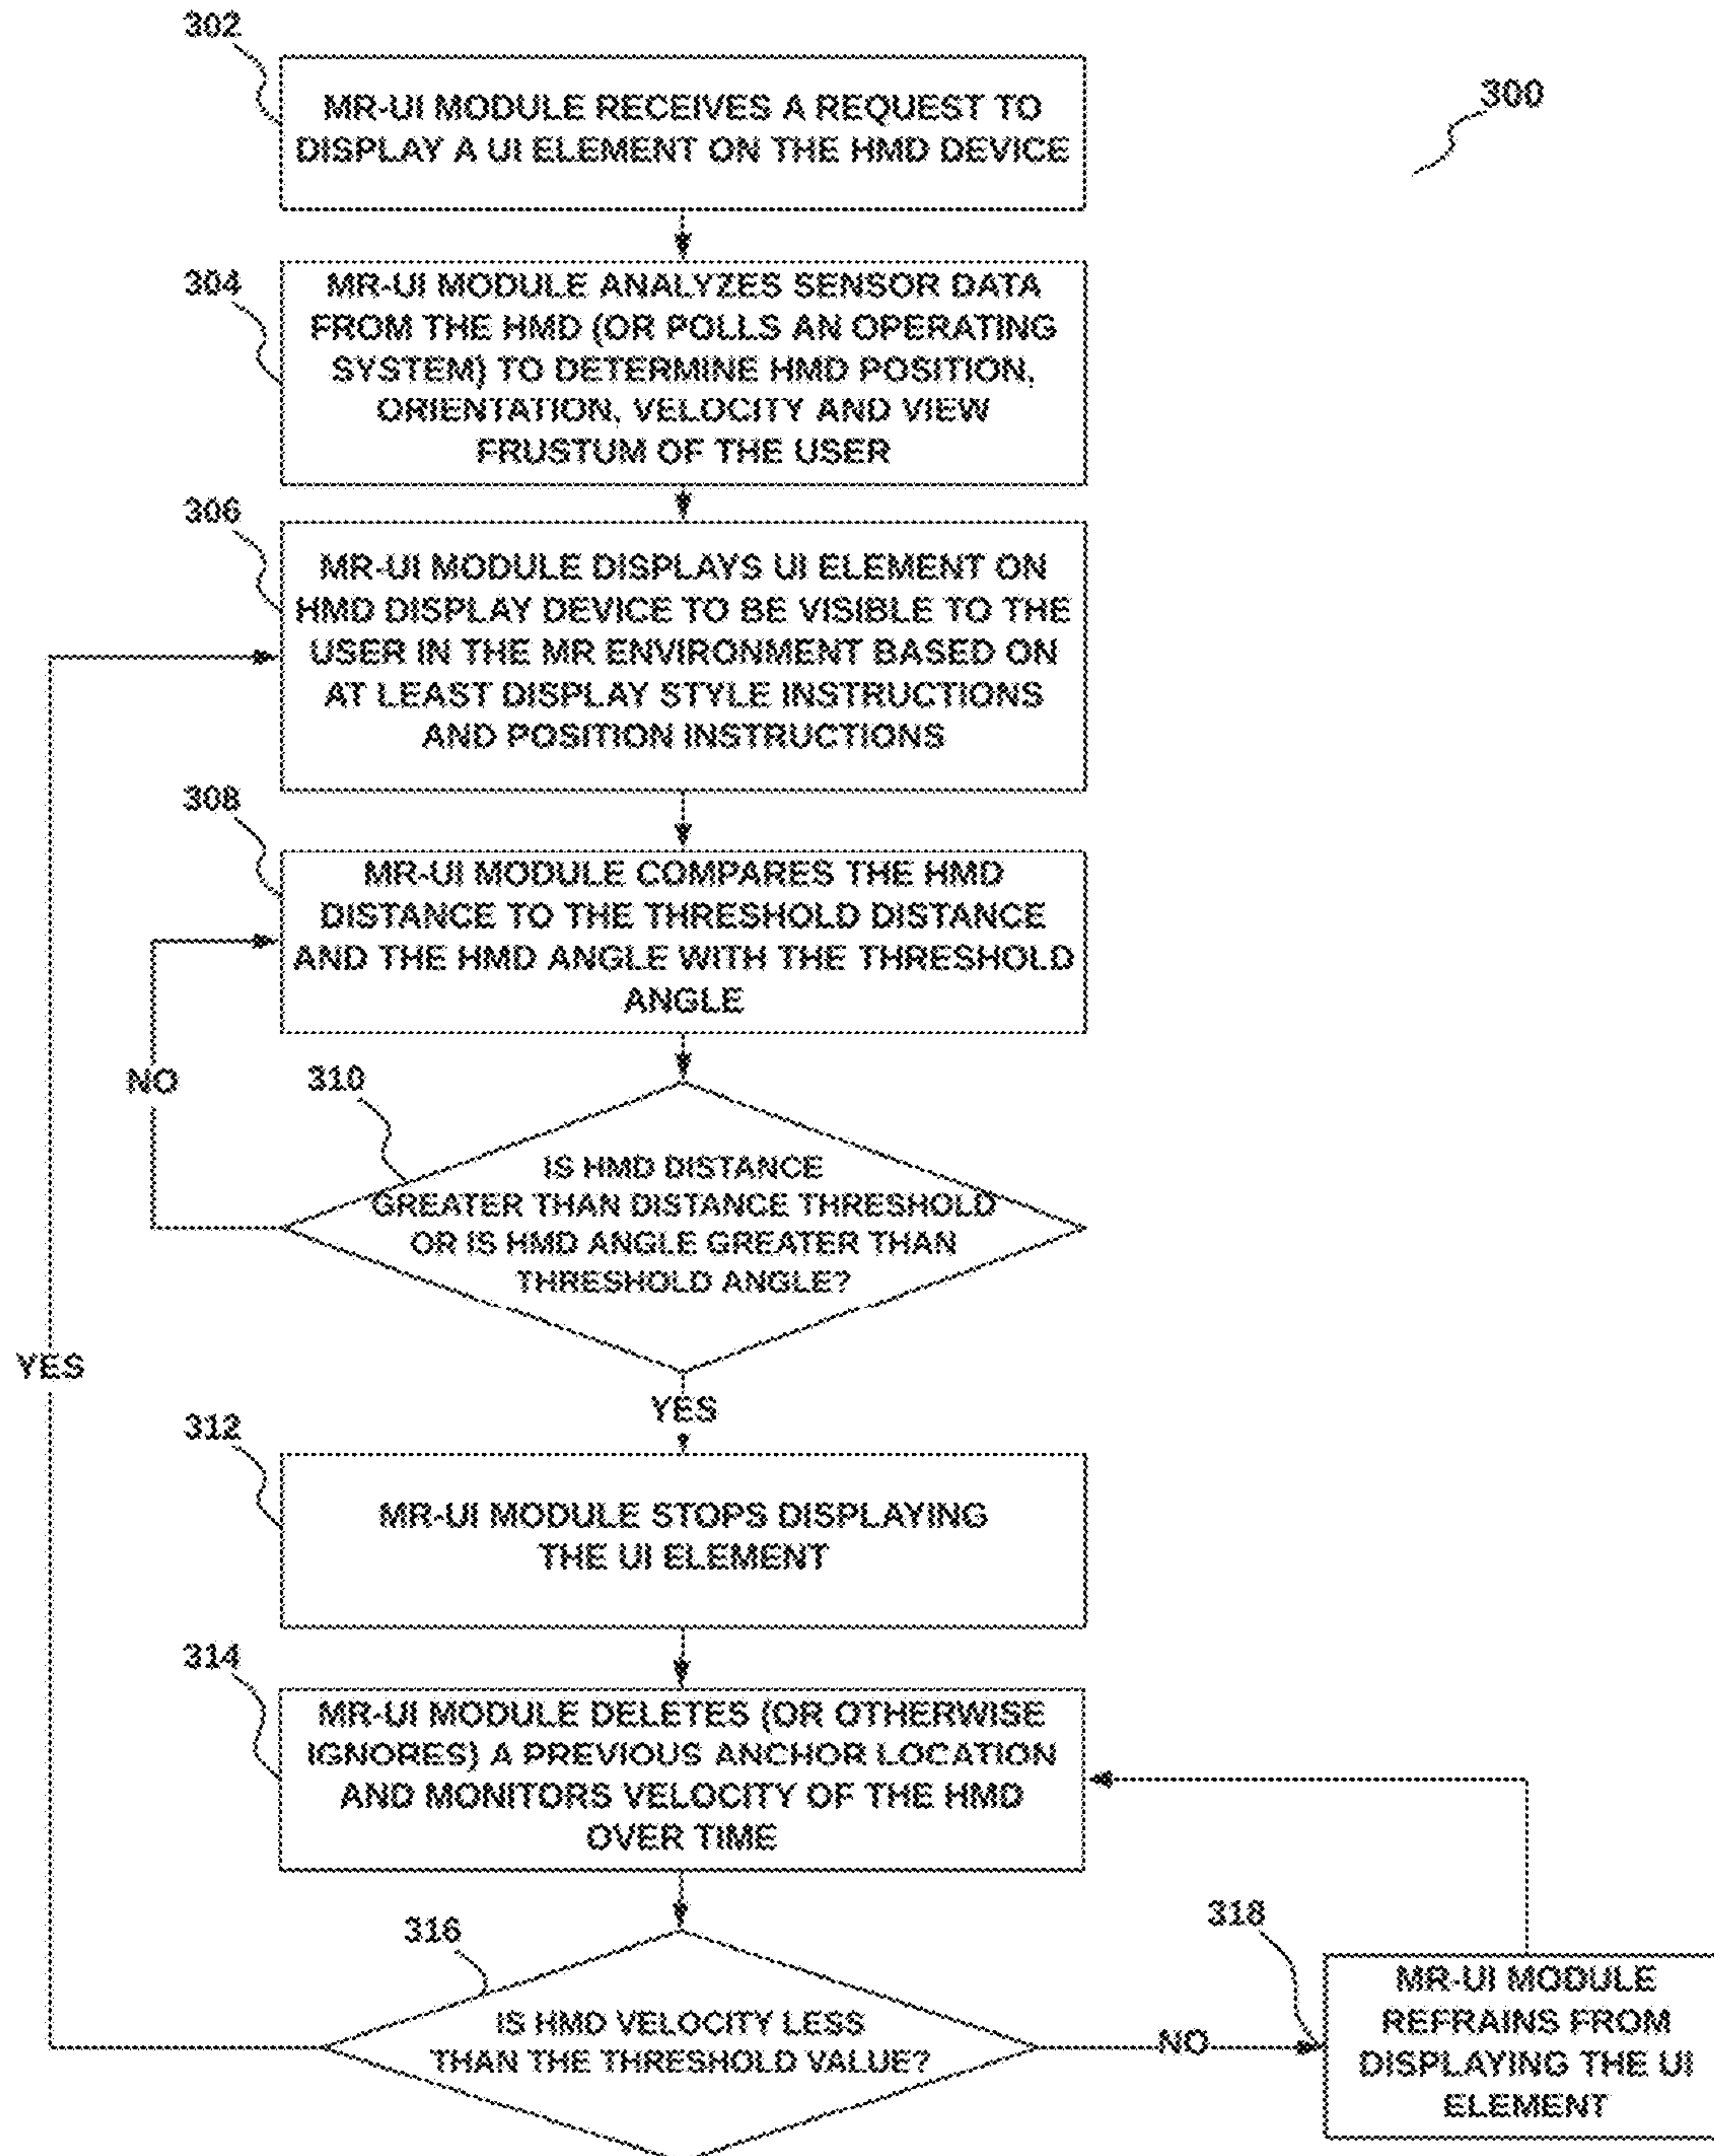 302
300
MR-UI MODULE RECEIVES A REQUEST TO
DISPLAY A UI ELEMENT ON THE HMD DEVICE
304
MR-UI MODULE ANALYZES SENSOR DATA
FROM THE HMD (OR POLLS AN OPERATING
SYSTEM) TO DETERMINE HMD POSITION,
ORIENTATION, VELOCITY AND VIEW
FRUSTUM OF THE USER
306
MR-UI MODULE DISPLAYS UI ELEMENT ON
HMD DISPLAY DEVICE TO BE VISIBLE TO THE
USER IN THE MR ENVIRONMENT BASED ON
AT LEAST DISPLAY STYLE INSTRUCTIONS
AND POSITION INSTRUCTIONS
308
MR-UI MODULE COMPARES THE HMD
DISTANCE TO THE THRESHOLD DISTANCE
AND THE HMD ANGLE WITH THE THRESHOLD
ANGLE
NO
310
IS HMD DISTANCE
GREATER THAN DISTANCE THRESHOLD
OR IS HMD ANGLE GREATER THAN
THRESHOLD ANGLE?
YES
YES
312
MR-UI MODULE STOPS DISPLAYING
THE UI ELEMENT
314
MR-UI MODULE DELETES (OR OTHERWISE
IGNORES) A PREVIOUS ANCHOR LOCATION
AND MONITORS VELOCITY OF THE HMD
OVER TIME
316
IS HMD VELOCITY LESS
THAN THE THRESHOLD VALUE?
NO
318
MR-UI MODULE
REFRAINS FROM
DISPLAYING THE UI
ELEMENT